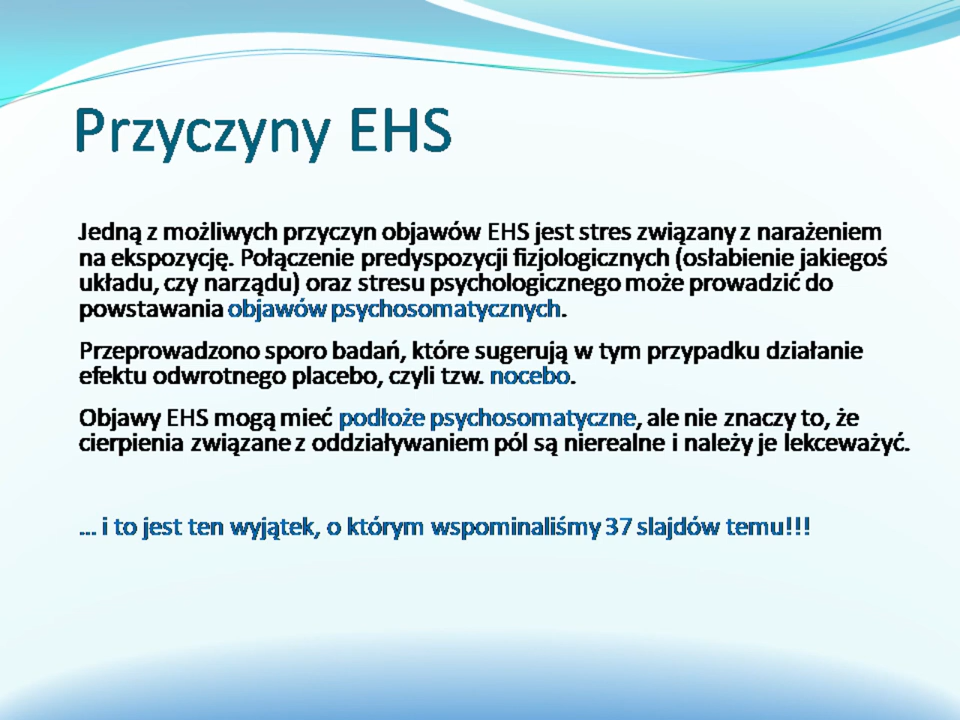 Przyczyny EHS
Jedną z możliwych przyczyn objawów EHS jest stres związany z narażeniem
na ekspozycję. Połączenie predyspozycji fizjologicznych (osłabienie jakiegoś
układu, czy narządu) oraz stresu psychologicznego może prowadzić do
powstawania objawów psychosomatycznych.
Przeprowadzono sporo badań, które sugerują w tym przypadku działanie
efektu odwrotnego placebo, czyli tzw. nocebo.
Objawy EHS mogą mieć podłoże psychosomatyczne, ale nie znaczy to, że
cierpienia związane z oddziaływaniem pól są nierealne i należy je lekceważyć.
... i to jest ten wyjątek, o którym wspominaliśmy 37 slajdów temu!!!